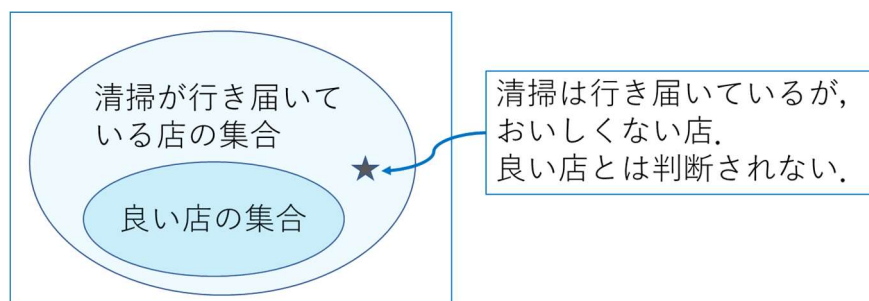 清掃が行き届いて
いる店の集合
良い店の集合
清掃は行き届いているが，
おいしくない店．
良い店とは判断されない．